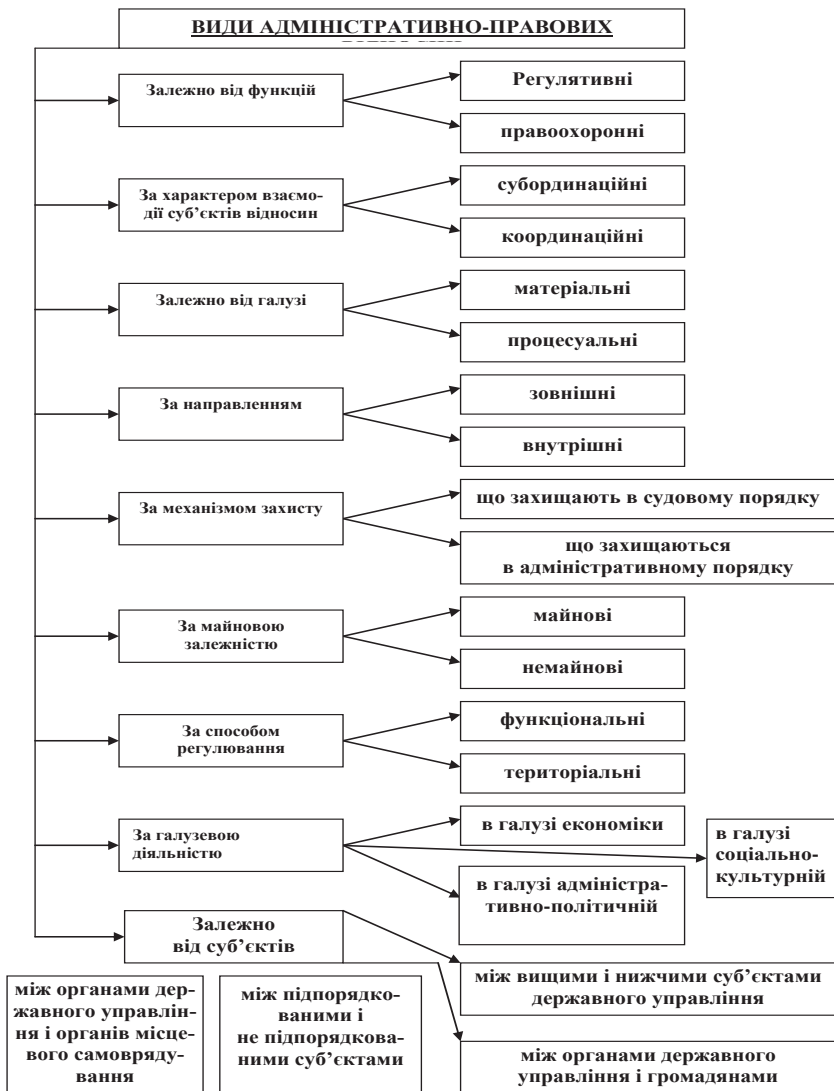 ВИДИ АДМІНІСТРАТИВНО-ПРАВОВИХ
Залежно від функцій
Регулятивні
правоохоронні
За характером взаємо-
дії суб’єктів відносин
субординаційні
координаційні
Залежно від галузі
матеріальні
процесуальні
За направленням
зовнішні
внутрішні
За механізмом захисту
що захищають в судовому порядку
що захищаються
в адміністративному порядку
За майновою
залежністю
майнові
немайнові
За способом
регулювання
функціональні
територіальні
За галузевою
діяльністю
в галузі економіки
в галузі
соціально-
культурній
в галузі адміністра-
тивно-політичній
Залежно
від суб’єктів
між вищими і нижчими суб’єктами
державного управління
між органами дер-
жавного управлін-
ня і органів місце-
вого самовряду-
вання
між підпорядко-
ваними і
не підпорядкова-
ними суб’єктами
між органами державного
управління і громадянами